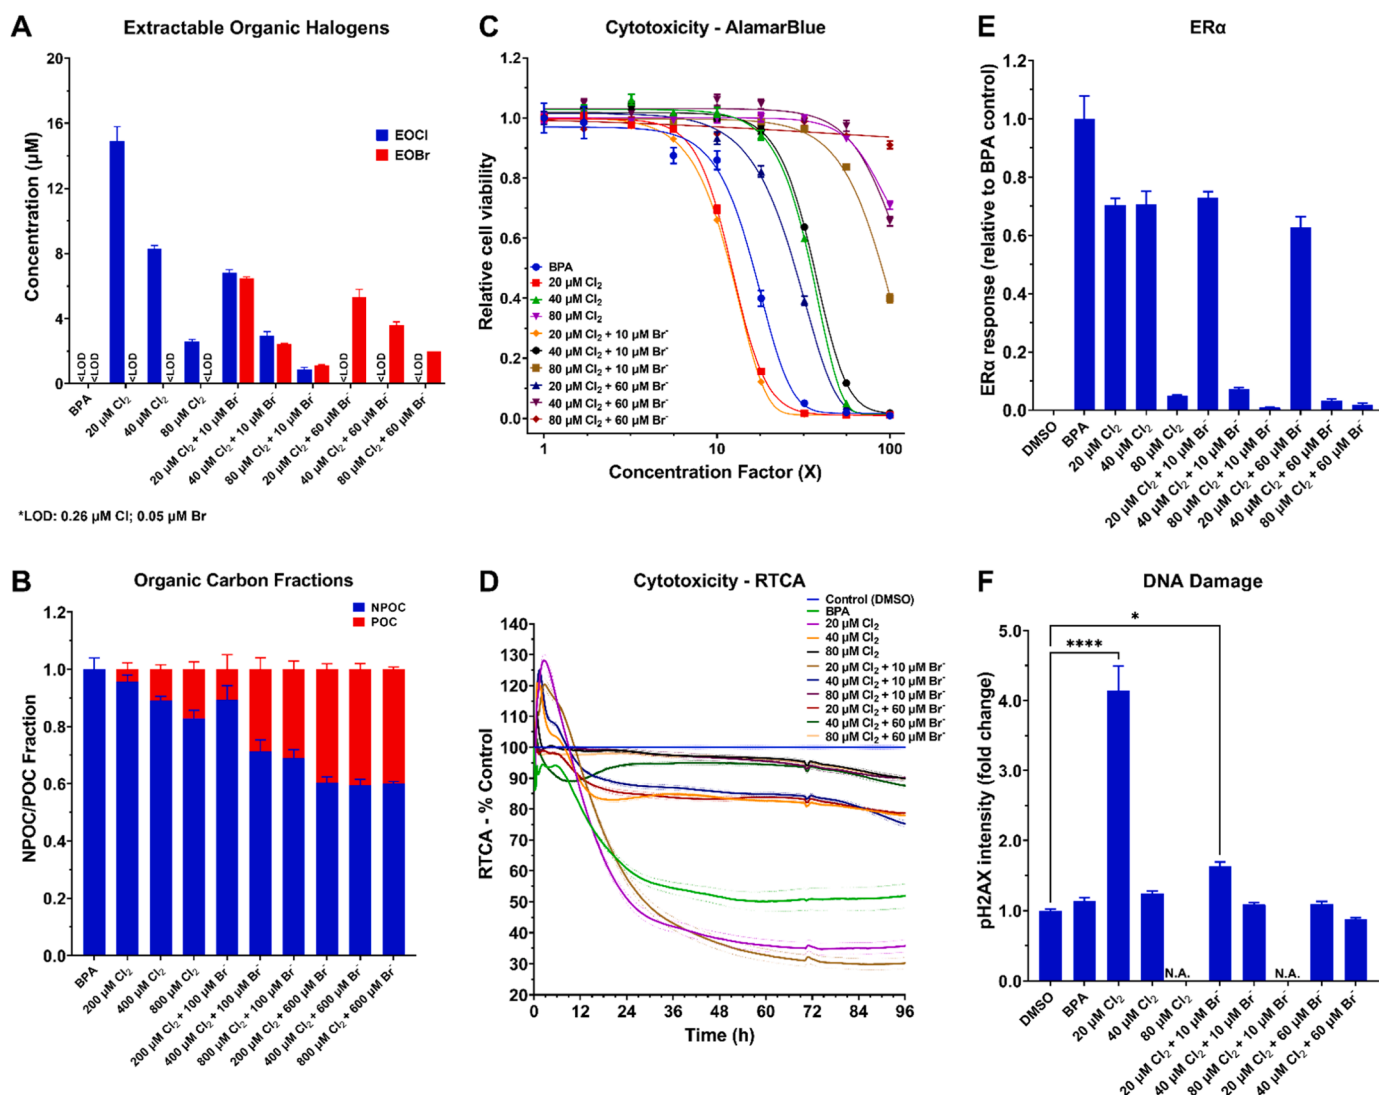 A Extractable Organic Halogens
Concentration (µM)
20
16
12
8
4
0
EOCl
EOBr
<LOD
<LOD
<LOD
<LOD
<LOD
<LOD
<LOD
<LOD
BPA
20 µM Cl₂
40 µM Cl₂
80 µM Cl₂
20 µM Cl₂ + 10 µM Br⁻
40 µM Cl₂ + 10 µM Br⁻
80 µM Cl₂ + 10 µM Br⁻
20 µM Cl₂ + 60 µM Br⁻
40 µM Cl₂ + 60 µM Br⁻
80 µM Cl₂ + 60 µM Br⁻
*LOD: 0.26 µM Cl; 0.05 µM Br
B Organic Carbon Fractions
NPOC/POC Fraction
NPOC
POC
1.2
1.0
0.8
0.6
0.4
0.2
0.0
BPA
200 µM Cl₂
400 µM Cl₂
800 µM Cl₂
200 µM Cl₂ + 100 µM Br⁻
400 µM Cl₂ + 100 µM Br⁻
800 µM Cl₂ + 100 µM Br⁻
200 µM Cl₂ + 600 µM Br⁻
400 µM Cl₂ + 600 µM Br⁻
800 µM Cl₂ + 600 µM Br⁻
C Cytotoxicity - AlamarBlue
Relative cell viability
1.2
1.0
0.8
0.6
0.4
0.2
0.0
BPA
20 µM Cl₂
40 µM Cl₂
80 µM Cl₂
20 µM Cl₂ + 10 µM Br⁻
40 µM Cl₂ + 10 µM Br⁻
80 µM Cl₂ + 10 µM Br⁻
20 µM Cl₂ + 60 µM Br⁻
40 µM Cl₂ + 60 µM Br⁻
80 µM Cl₂ + 60 µM Br⁻
1 10 100
Concentration Factor (X)
D Cytotoxicity - RTCA
RTCA - % Control
140
130
120
110
100
90
80
70
60
50
40
30
20
Control (DMSO)
BPA
20 µM Cl₂
40 µM Cl₂
80 µM Cl₂
20 µM Cl₂ + 10 µM Br⁻
40 µM Cl₂ + 10 µM Br⁻
80 µM Cl₂ + 10 µM Br⁻
20 µM Cl₂ + 60 µM Br⁻
40 µM Cl₂ + 60 µM Br⁻
80 µM Cl₂ + 60 µM Br⁻
0 12 24 36 48 60 72 84 96
Time (h)
E ERα
ERα response (relative to BPA control)
1.2
1.0
0.8
0.6
0.4
0.2
0.0
DMSO
BPA
20 µM Cl₂
40 µM Cl₂
80 µM Cl₂
20 µM Cl₂ + 10 µM Br⁻
40 µM Cl₂ + 10 µM Br⁻
80 µM Cl₂ + 10 µM Br⁻
20 µM Cl₂ + 60 µM Br⁻
40 µM Cl₂ + 60 µM Br⁻
80 µM Cl₂ + 60 µM Br⁻
F DNA Damage
pH2AX intensity (fold change)
5.0
4.0
3.0
2.0
1.0
0.0
*
****
N.A.
N.A.
DMSO
BPA
20 µM Cl₂
40 µM Cl₂
80 µM Cl₂
20 µM Cl₂ + 10 µM Br⁻
40 µM Cl₂ + 10 µM Br⁻
80 µM Cl₂ + 10 µM Br⁻
20 µM Cl₂ + 60 µM Br⁻
40 µM Cl₂ + 60 µM Br⁻